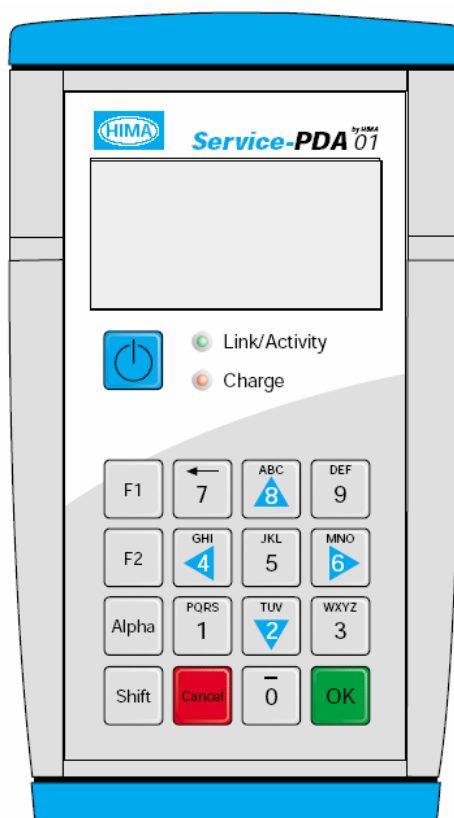 HIMA
Service-PDA by HIMA 01
Link/Activity
Charge
F1
7
ABC
8
DEF
9
F2
GHI
4
JKL
5
MNO
6
Alpha
PQRS
1
TUV
2
WXYZ
3
Shift
Cancel
0
OK